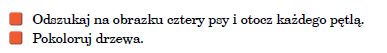 Odszukaj na obrazku cztery psy i otocz każdego pętlą.
Pokoloruj drzewa.